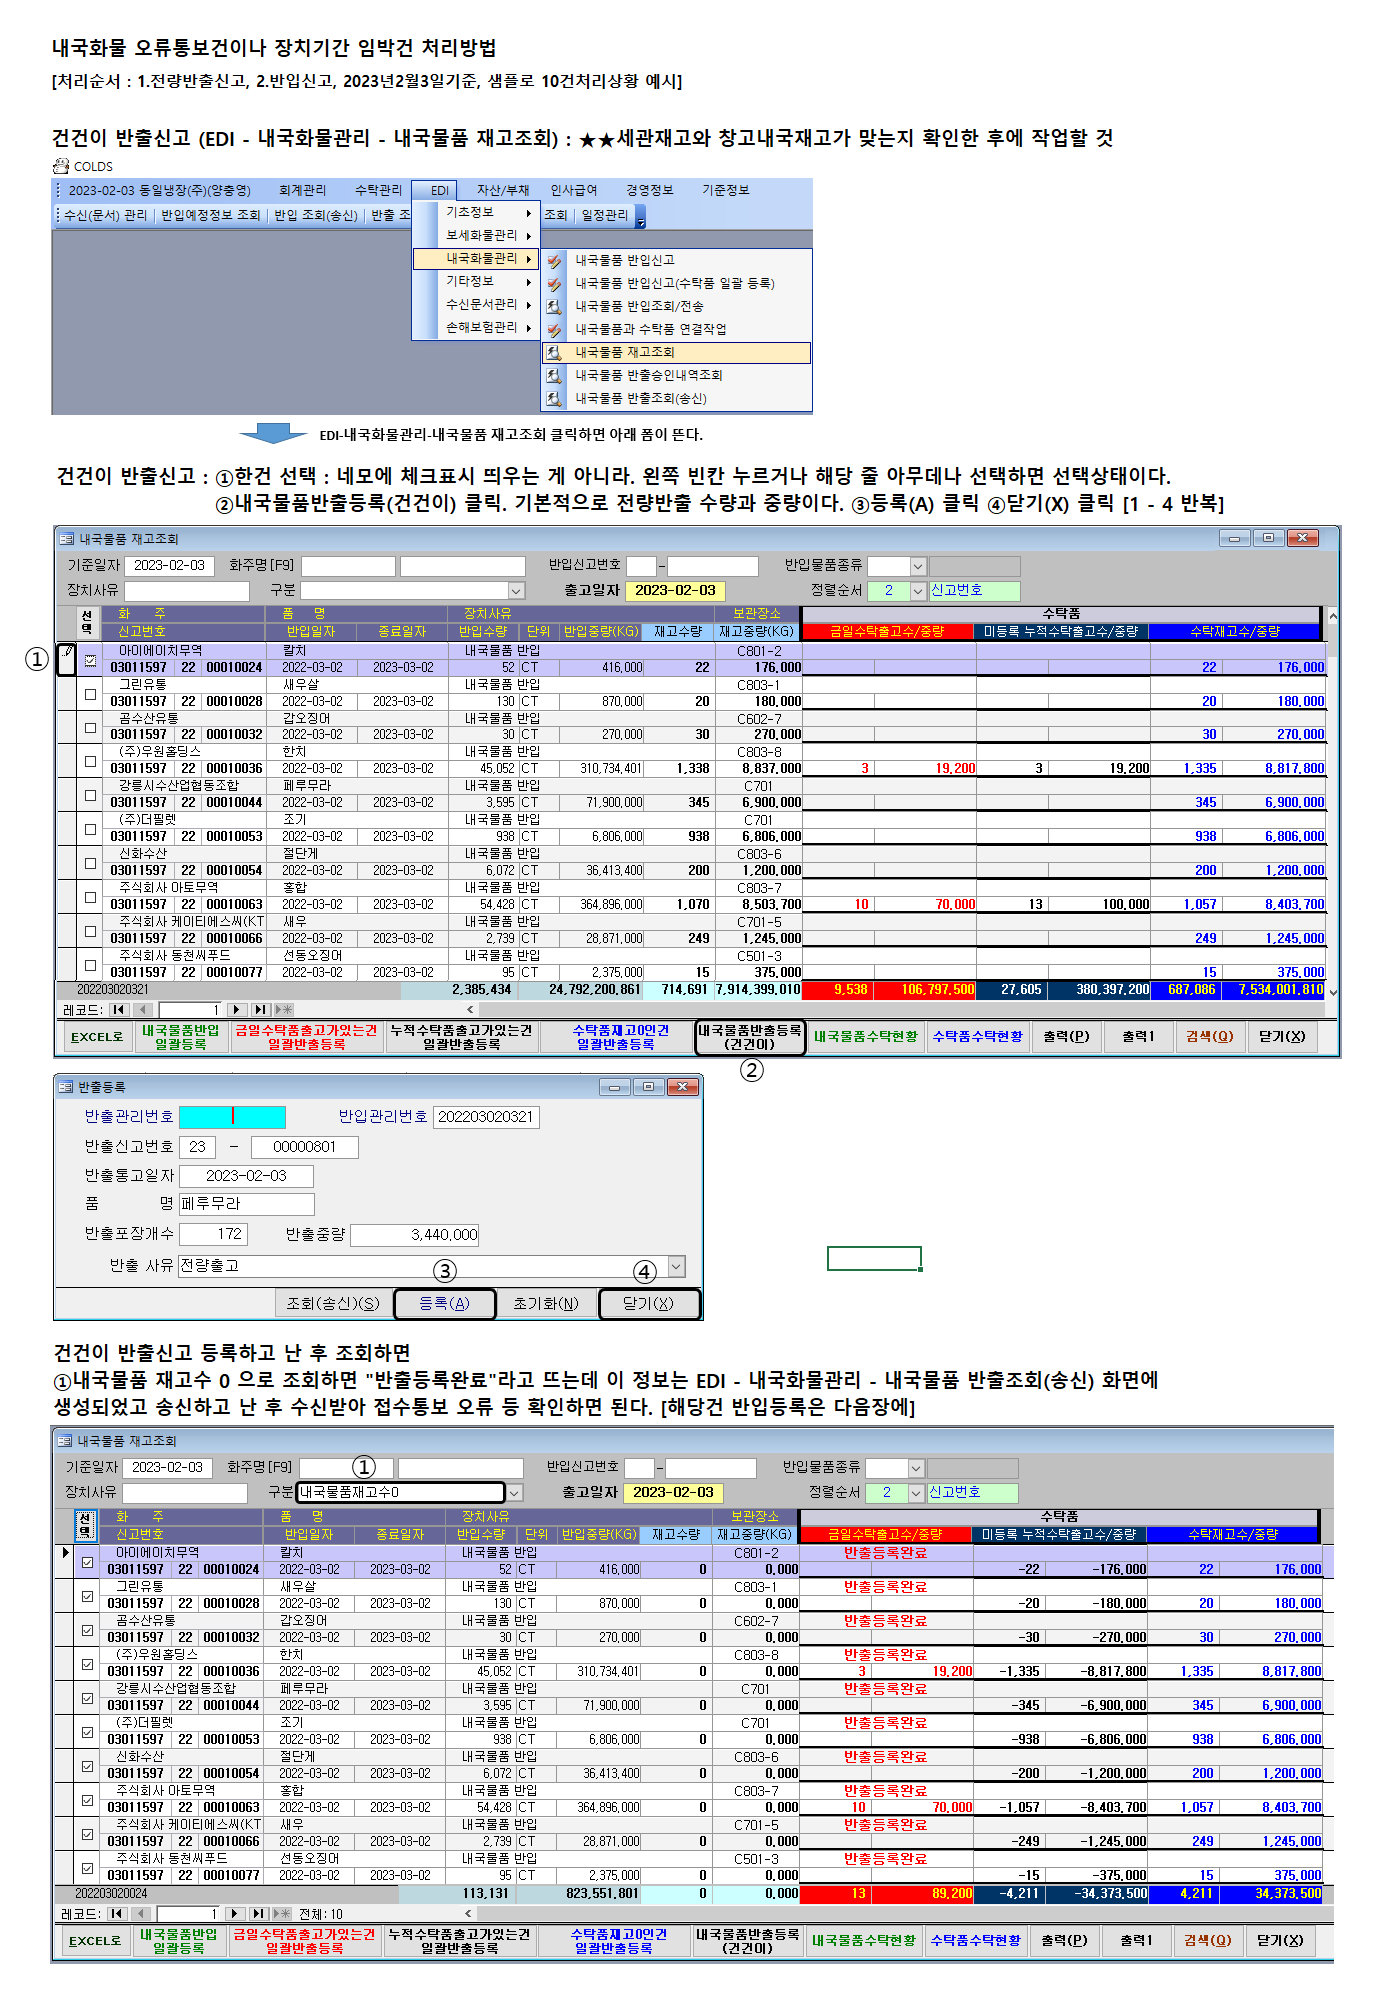 내국화물 오류통보건이나 장치기간 임박건 처리방법
[처리순서 : 1.전량반출신고, 2.반입신고, 2023년2월3일기준, 샘플로 10건처리상황 예시]
건건이 반출신고 (EDI - 내국화물관리 - 내국물품 재고조회) : ★★세관재고와 창고내국재고가 맞는지 확인한 후에 작업할 것
COLDS
2023-02-03 동일냉장(주)(양충영) 회계관리 수탁관리 EDI 자산/부채 인사급여 경영정보 기준정보
수신(문서) 관리 반입예정정보 조회 반입 조회(송신) 반출 조 조회 일정관리
기초정보
보세화물관리
내국화물관리
기타정보
수신문서관리
손해보험관리
내국물품 반입신고
내국물품 반입신고(수탁품 일괄 등록)
내국물품 반입조회/전송
내국물품과 수탁품 연결작업
내국물품 재고조회
내국물품 반출승인내역조회
내국물품 반출조회(송신)
EDI-내국화물관리-내국물품 재고조회 클릭하면 아래 폼이 뜬다.
건건이 반출신고 : ①한건 선택 : 네모에 체크표시 띄우는 게 아니라. 왼쪽 빈칸 누르거나 해당 줄 아무데나 선택하면 선택상태이다.
②내국물품반출등록(건건이) 클릭. 기본적으로 전량반출 수량과 중량이다. ③등록(A) 클릭 ④닫기(X) 클릭 [1 - 4 반복]
내국물품 재고조회
기준일자 2023-02-03 화주명[F9] 반입신고번호 - 반입물품종류
장치사유 구분 출고일자 2023-02-03 정렬순서 2 신고번호
선택 화 주 품 명 장치사유 보관장소 수탁품
신고번호 반입일자 종료일자 반입수량 단위 반입중량(KG) 재고수량 재고중량(KG) 금일수탁출고수/중량 미등록 누적수탁출고수/중량 수탁재고수/중량
①
아이에이치무역 칼치 내국물품 반입 C801-2
03011597 22 00010024 2022-03-02 2023-03-02 52 CT 416,000 22 176,000 22 176,000
그린유통 새우살 내국물품 반입 C803-1
03011597 22 00010028 2022-03-02 2023-03-02 130 CT 870,000 20 180,000 20 180,000
곰수산유통 갑오징어 내국물품 반입 C602-7
03011597 22 00010032 2022-03-02 2023-03-02 30 CT 270,000 30 270,000 30 270,000
(주)우원홀딩스 한치 내국물품 반입 C803-8
03011597 22 00010036 2022-03-02 2023-03-02 45,052 CT 310,734,401 1,338 8,837,000 3 19,200 3 19,200 1,335 8,817,800
강릉시수산업협동조합 페루무라 내국물품 반입 C701
03011597 22 00010044 2022-03-02 2023-03-02 3,595 CT 71,900,000 345 6,900,000 345 6,900,000
(주)더필렛 조기 내국물품 반입 C701
03011597 22 00010053 2022-03-02 2023-03-02 938 CT 6,806,000 938 6,806,000 938 6,806,000
신화수산 절단게 내국물품 반입 C803-6
03011597 22 00010054 2022-03-02 2023-03-02 6,072 CT 36,413,400 200 1,200,000 200 1,200,000
주식회사 아토무역 홍합 내국물품 반입 C803-7
03011597 22 00010063 2022-03-02 2023-03-02 54,428 CT 364,896,000 1,070 8,503,700 10 70,000 13 100,000 1,057 8,403,700
주식회사 케이티에스씨(KT 새우 내국물품 반입 C701-5
03011597 22 00010066 2022-03-02 2023-03-02 2,739 CT 28,871,000 249 1,245,000 249 1,245,000
주식회사 동천씨푸드 선동오징어 내국물품 반입 C501-3
03011597 22 00010077 2022-03-02 2023-03-02 95 CT 2,375,000 15 375,000 15 375,000
202203020321 2,385,434 24,792,200,861 714,691 7,914,399,010 9,538 106,797,500 27,605 380,397,200 687,086 7,534,001,810
레코드: 1
EXCEL로 내국물품반입 일괄등록 금일수탁품출고가있는건 일괄반출등록 누적수탁품출고가있는건 일괄반출등록 수탁품재고0인건 일괄반출등록 내국물품반출등록 (건건이) 내국물품수탁현황 수탁품수탁현황 출력(P) 출력1 검색(Q) 닫기(X)
②
반출등록
반출관리번호 반입관리번호 202203020321
반출신고번호 23 - 00000801
반출통고일자 2023-02-03
품 명 페루무라
반출포장개수 172 반출중량 3,440,000
반출 사유 전량출고
③ ④
조회(송신)(S) 등록(A) 초기화(N) 닫기(X)
건건이 반출신고 등록하고 난 후 조회하면
①내국물품 재고수 0 으로 조회하면 "반출등록완료"라고 뜨는데 이 정보는 EDI - 내국화물관리 - 내국물품 반출조회(송신) 화면에
생성되었고 송신하고 난 후 수신받아 접수통보 오류 등 확인하면 된다. [해당건 반입등록은 다음장에]
내국물품 재고조회
기준일자 2023-02-03 화주명[F9] ① 반입신고번호 - 반입물품종류
장치사유 구분 내국물품재고수0 출고일자 2023-02-03 정렬순서 2 신고번호
선택 화 주 품 명 장치사유 보관장소 수탁품
신고번호 반입일자 종료일자 반입수량 단위 반입중량(KG) 재고수량 재고중량(KG) 금일수탁출고수/중량 미등록 누적수탁출고수/중량 수탁재고수/중량
아이에이치무역 칼치 내국물품 반입 C801-2 반출등록완료
03011597 22 00010024 2022-03-02 2023-03-02 52 CT 416,000 0 0,000 -22 -176,000 22 176,000
그린유통 새우살 내국물품 반입 C803-1 반출등록완료
03011597 22 00010028 2022-03-02 2023-03-02 130 CT 870,000 0 0,000 -20 -180,000 20 180,000
곰수산유통 갑오징어 내국물품 반입 C602-7 반출등록완료
03011597 22 00010032 2022-03-02 2023-03-02 30 CT 270,000 0 0,000 -30 -270,000 30 270,000
(주)우원홀딩스 한치 내국물품 반입 C803-8 반출등록완료
03011597 22 00010036 2022-03-02 2023-03-02 45,052 CT 310,734,401 0 0,000 3 19,200 -1,335 -8,817,800 1,335 8,817,800
강릉시수산업협동조합 페루무라 내국물품 반입 C701 반출등록완료
03011597 22 00010044 2022-03-02 2023-03-02 3,595 CT 71,900,000 0 0,000 -345 -6,900,000 345 6,900,000
(주)더필렛 조기 내국물품 반입 C701 반출등록완료
03011597 22 00010053 2022-03-02 2023-03-02 938 CT 6,806,000 0 0,000 -938 -6,806,000 938 6,806,000
신화수산 절단게 내국물품 반입 C803-6 반출등록완료
03011597 22 00010054 2022-03-02 2023-03-02 6,072 CT 36,413,400 0 0,000 -200 -1,200,000 200 1,200,000
주식회사 아토무역 홍합 내국물품 반입 C803-7 반출등록완료
03011597 22 00010063 2022-03-02 2023-03-02 54,428 CT 364,896,000 0 0,000 10 70,000 -1,057 -8,403,700 1,057 8,403,700
주식회사 케이티에스씨(KT 새우 내국물품 반입 C701-5 반출등록완료
03011597 22 00010066 2022-03-02 2023-03-02 2,739 CT 28,871,000 0 0,000 -249 -1,245,000 249 1,245,000
주식회사 동천씨푸드 선동오징어 내국물품 반입 C501-3 반출등록완료
03011597 22 00010077 2022-03-02 2023-03-02 95 CT 2,375,000 0 0,000 -15 -375,000 15 375,000
202203020024 113,131 823,551,801 0 0,000 13 89,200 -4,211 -34,373,500 4,211 34,373,500
레코드: 1 전체: 10
EXCEL로 내국물품반입 일괄등록 금일수탁품출고가있는건 일괄반출등록 누적수탁품출고가있는건 일괄반출등록 수탁품재고0인건 일괄반출등록 내국물품반출등록 (건건이) 내국물품수탁현황 수탁품수탁현황 출력(P) 출력1 검색(Q) 닫기(X)